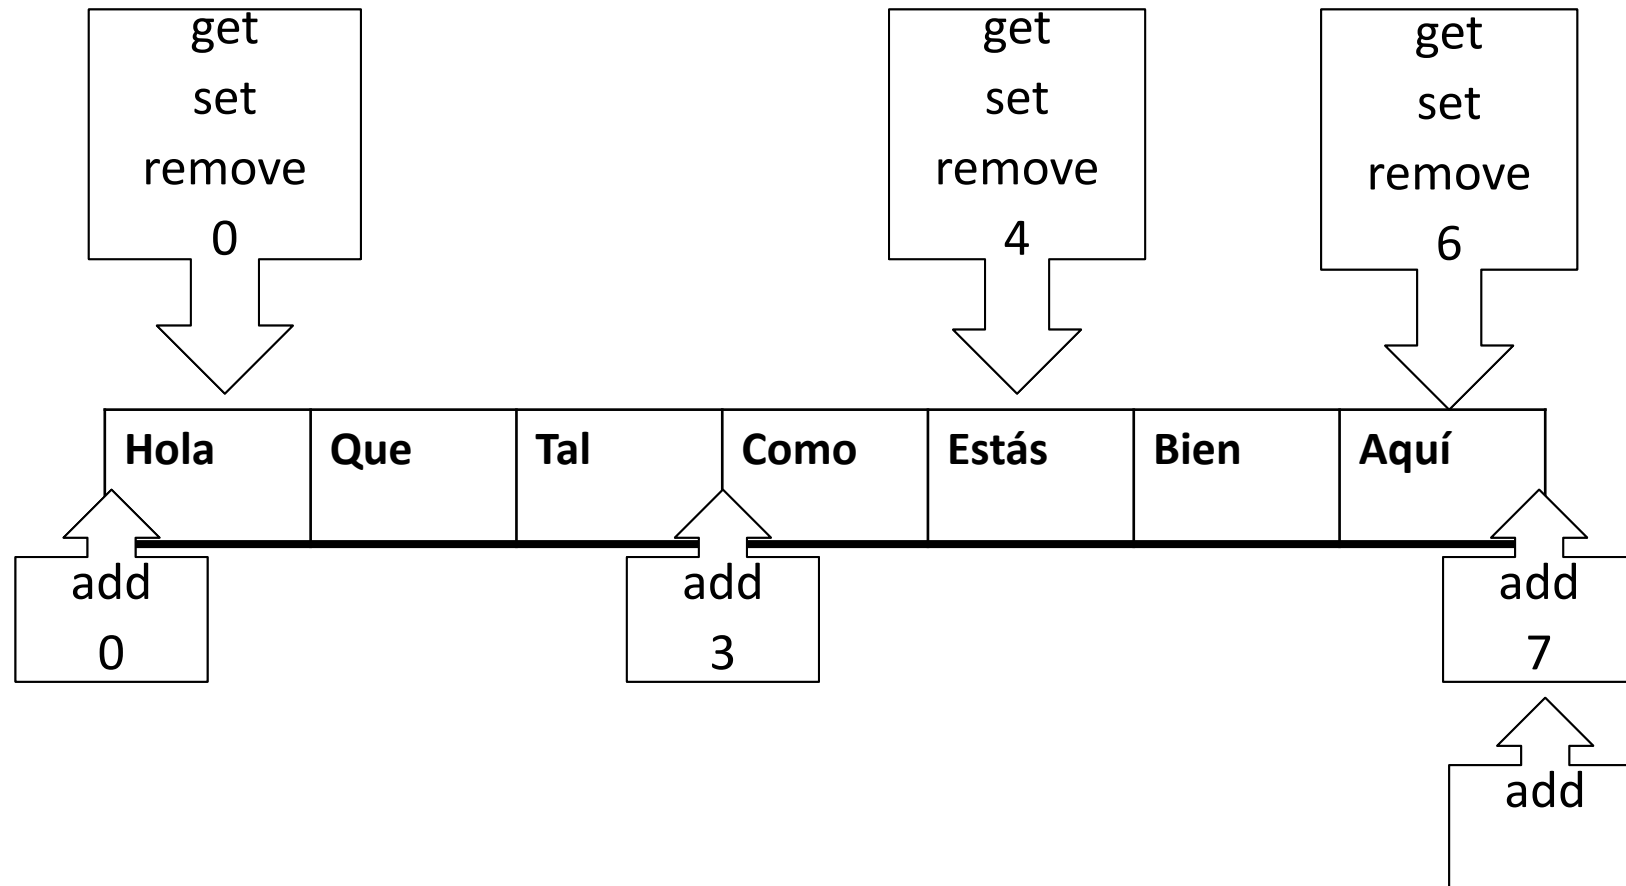 get
set
remove
0
get
set
remove
4
get
set
remove
6
Hola Que Tal Como Estás Bien Aquí
add
0
add
3
add
7
add